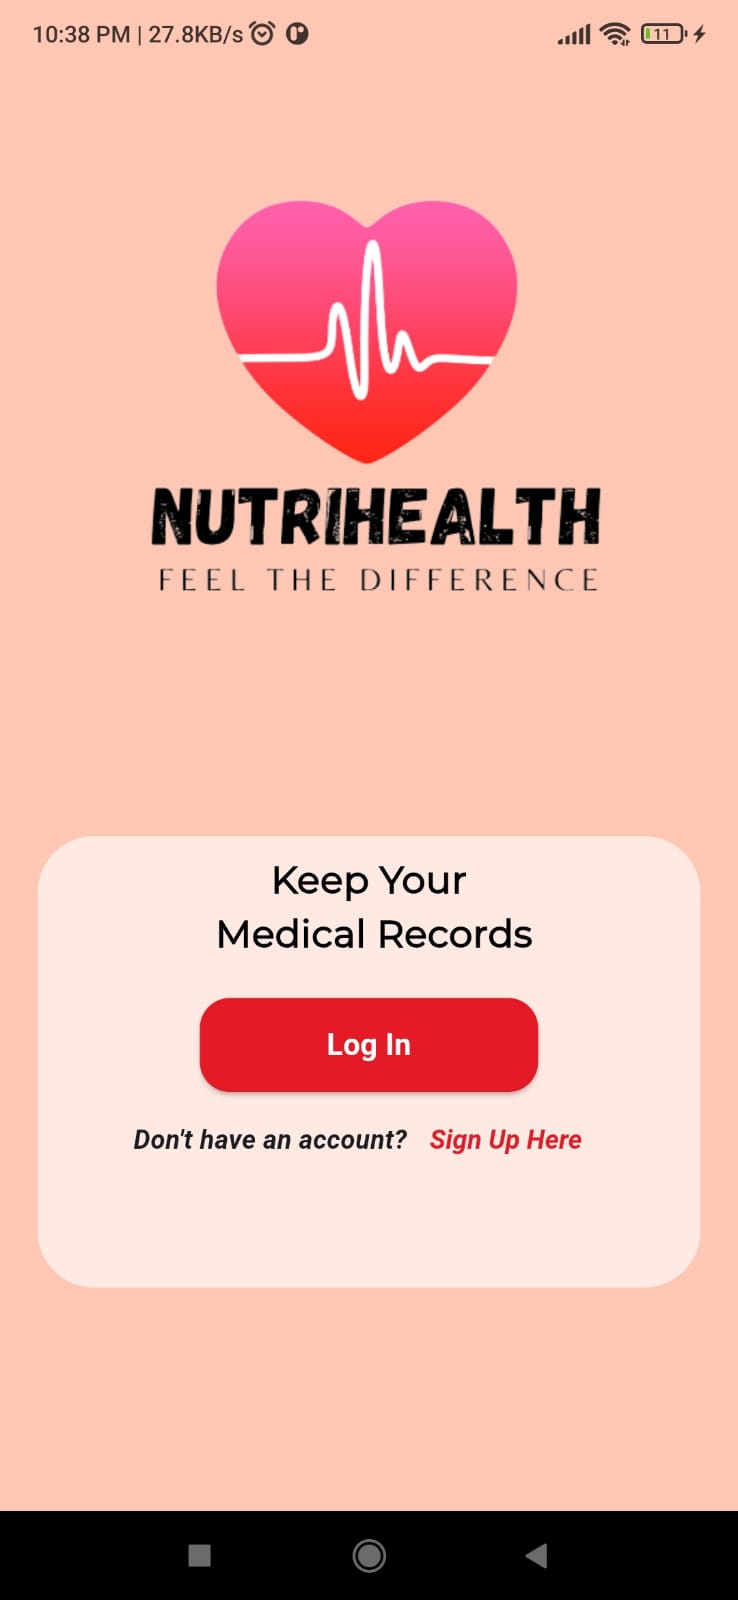 10:38 PM | 27.8KB/s 11
NUTRIHEALTH
FEEL THE DIFFERENCE
Keep Your
Medical Records
Log In
Don't have an account? Sign Up Here